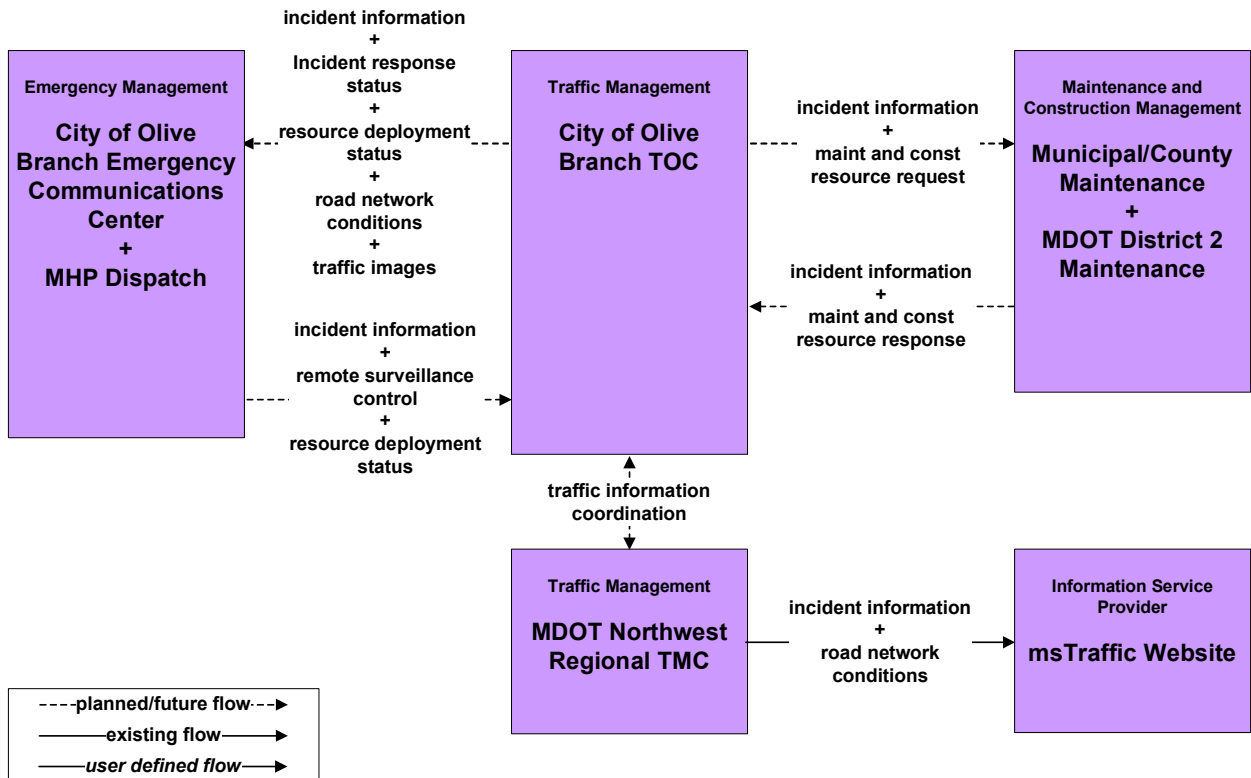 incident information
+
Incident response
status
+
resource deployment
status
+
road network
conditions
+
traffic images
Emergency Management
City of Olive
Branch Emergency
Communications
Center
+
MHP Dispatch
Traffic Management
City of Olive
Branch TOC
incident information
+
maint and const
resource request
Maintenance and
Construction Management
Municipal/County
Maintenance
+
MDOT District 2
Maintenance
incident information
+
maint and const
resource response
incident information
+
remote surveillance
control
+
resource deployment
status
traffic information
coordination
Traffic Management
MDOT Northwest
Regional TMC
incident information
+
road network
conditions
Information Service
Provider
msTraffic Website
planned/future flow
existing flow
user defined flow